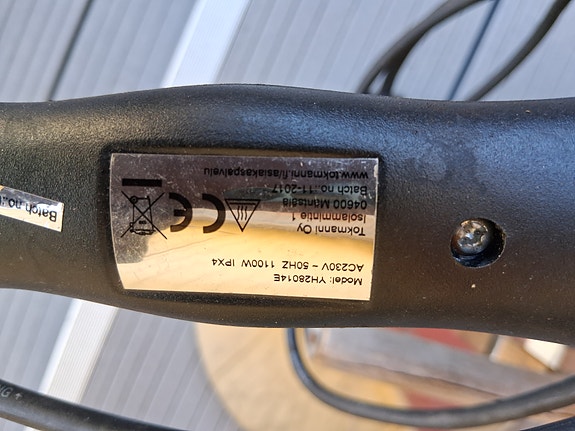 Model: YH28014E
AC230V ~ 50HZ 1100W IPX4
Tokmanni Oy
Isolammintie 1
04600 Mäntsälä
Batch no.:11-2017
www.tokmanni.fi/asiakaspalvelu
CE
Batch no.: